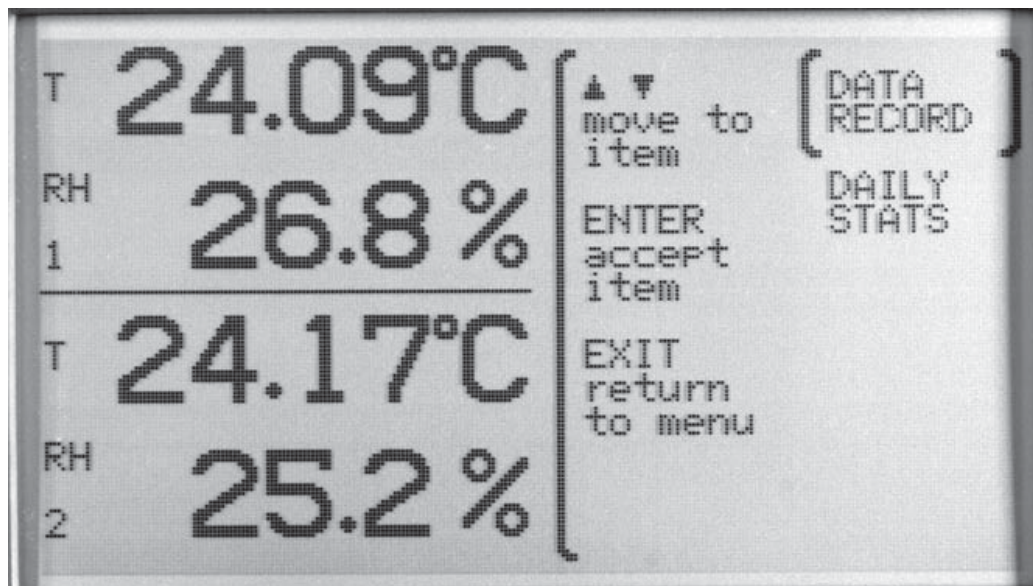 T 24.09°C
RH
1 26.8 %
T 24.17°C
RH
2 25.2 %
▲ ▼
move to
item
ENTER
accept
item
EXIT
return
to menu
DATA
RECORD
DAILY
STATS